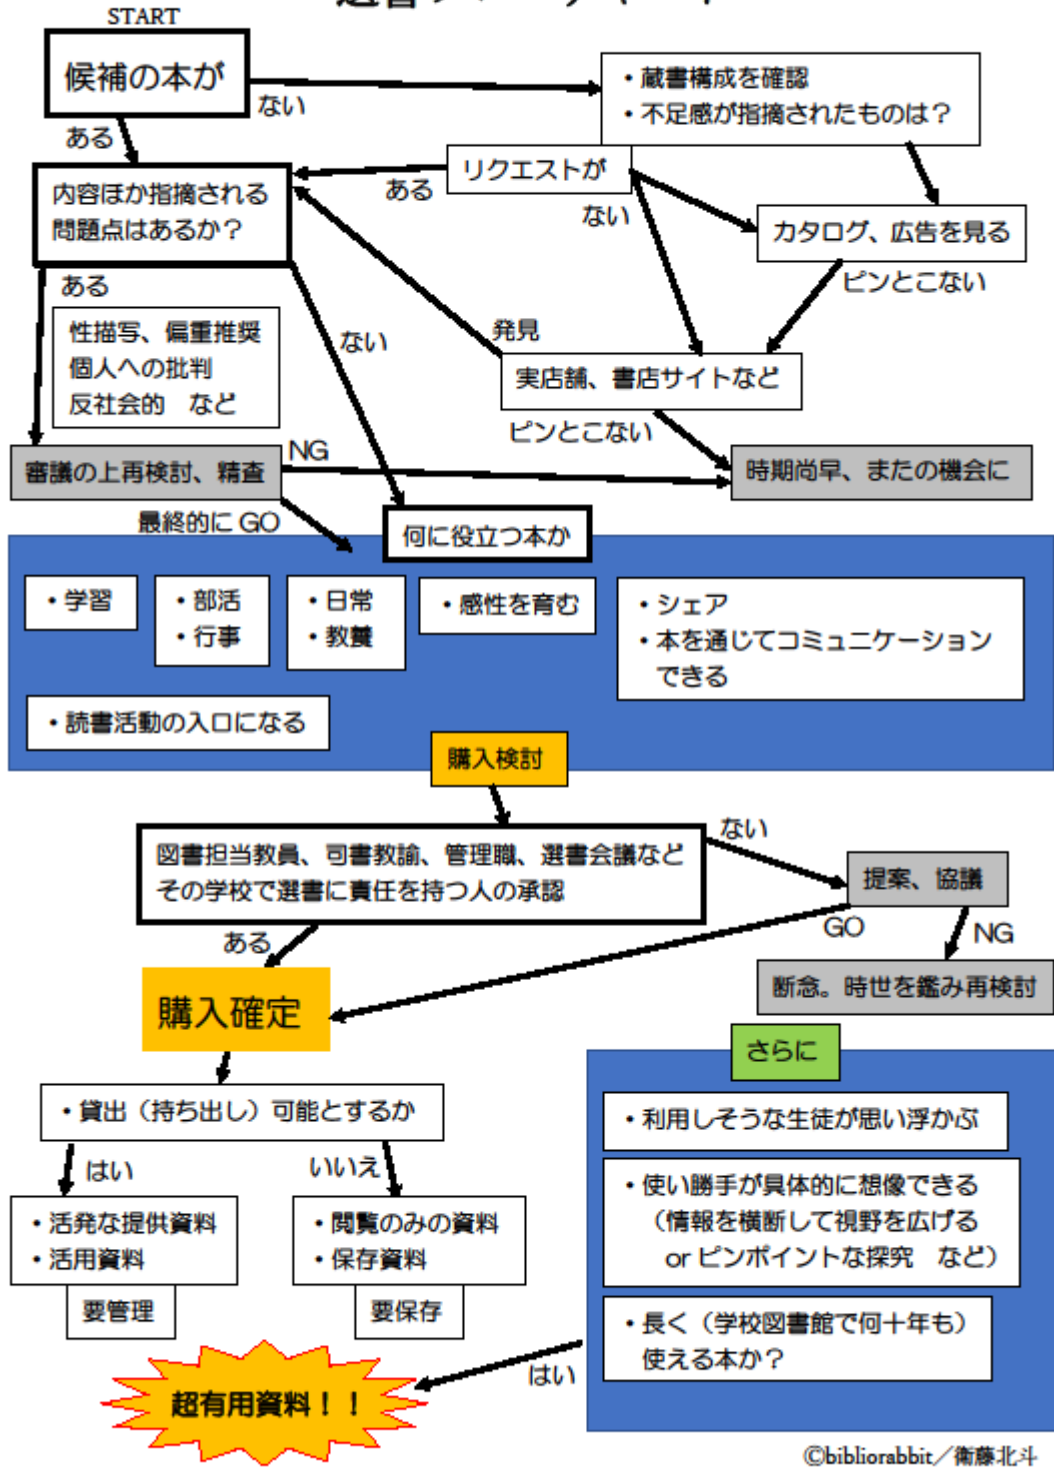 START
候補の本が
ない
・蔵書構成を確認
・不足感が指摘されたものは？
ある
リクエストが
ある
ない
内容ほか指摘される
問題点はあるか？
カタログ、広告を見る
ピンとこない
ある
性描写、偏重推奨
個人への批判
反社会的　など
ない
発見
実店舗、書店サイトなど
ピンとこない
審議の上再検討、精査
NG
時期尚早、またの機会に
最終的に GO
何に役立つ本か
・学習
・部活
・行事
・日常
・教養
・感性を育む
・シェア
・本を通じてコミュニケーション
できる
・読書活動の入口になる
購入検討
図書担当教員、司書教諭、管理職、選書会議など
その学校で選書に責任を持つ人の承認
ない
提案、協議
ある
GO
NG
購入確定
断念。時世を鑑み再検討
・貸出（持ち出し）可能とするか
はい
いいえ
・活発な提供資料
・活用資料
要管理
・閲覧のみの資料
・保存資料
要保存
さらに
・利用しそうな生徒が思い浮かぶ
・使い勝手が具体的に想像できる
（情報を横断して視野を広げる
or ピンポイントな探究　など）
・長く（学校図書館で何十年も）
使える本か？
はい
超有用資料！！
©bibliorabbit／衛藤北斗